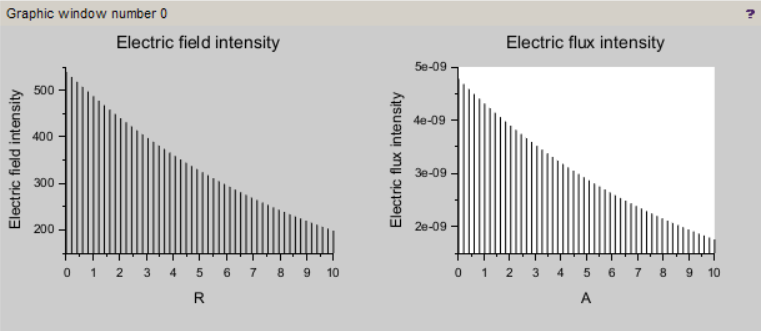 Graphic window number 0
?
Electric field intensity
Electric field intensity
500
400
300
200
0 1 2 3 4 5 6 7 8 9 10
R
Electric flux intensity
Electric flux intensity
5e-09
4e-09
3e-09
2e-09
0 1 2 3 4 5 6 7 8 9 10
A